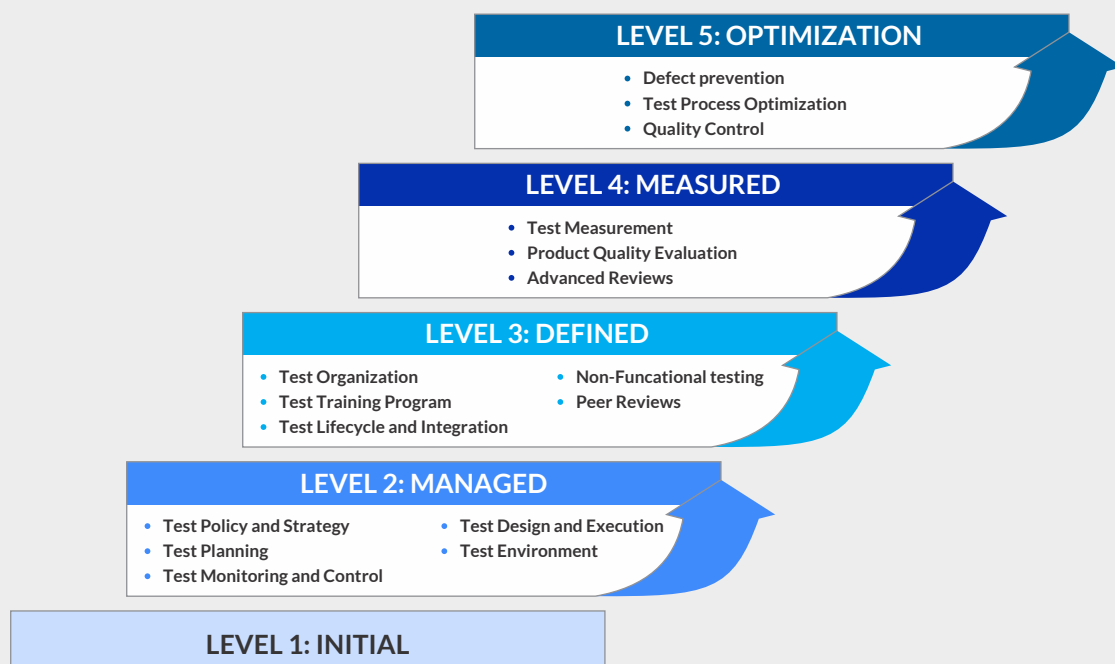 LEVEL 5: OPTIMIZATION
Defect prevention
Test Process Optimization
Quality Control
LEVEL 4: MEASURED
Test Measurement
Product Quality Evaluation
Advanced Reviews
LEVEL 3: DEFINED
Test Organization
Test Training Program
Test Lifecycle and Integration
Non-Funcational testing
Peer Reviews
LEVEL 2: MANAGED
Test Policy and Strategy
Test Planning
Test Monitoring and Control
Test Design and Execution
Test Environment
LEVEL 1: INITIAL